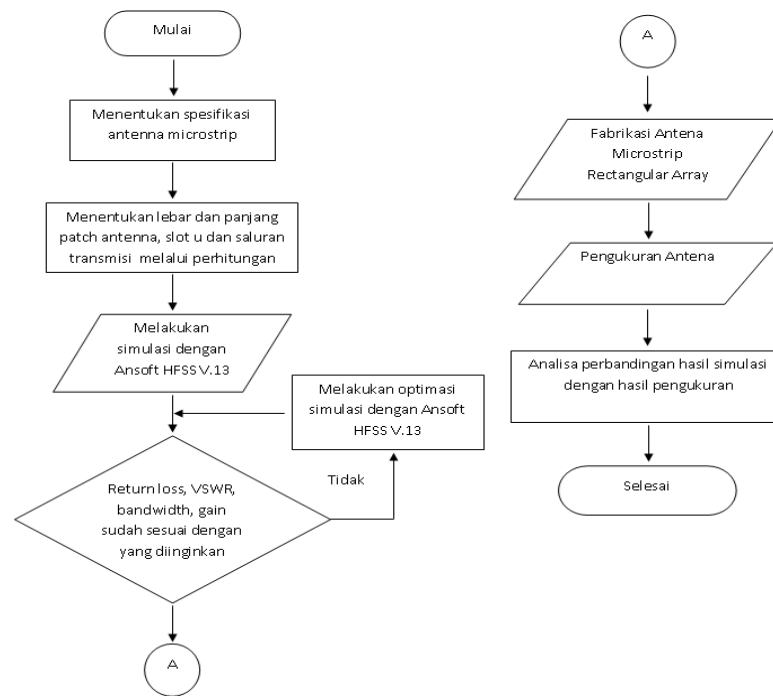 Mulai
Menentukan spesifikasi
antenna microstrip
Menentukan lebar dan panjang
patch antenna, slot u dan saluran
transmisi melalui perhitungan
Melakukan
simulasi dengan
Ansoft HFSS V.13
Melakukan optimasi
simulasi dengan Ansoft
HFSS V.13
Tidak
Return loss, VSWR,
bandwidth, gain
sudah sesuai dengan
yang diinginkan
A
A
Fabrikasi Antena
Microstrip
Rectangular Array
Pengukuran Antena
Analisa perbandingan hasil simulasi
dengan hasil pengukuran
Selesai